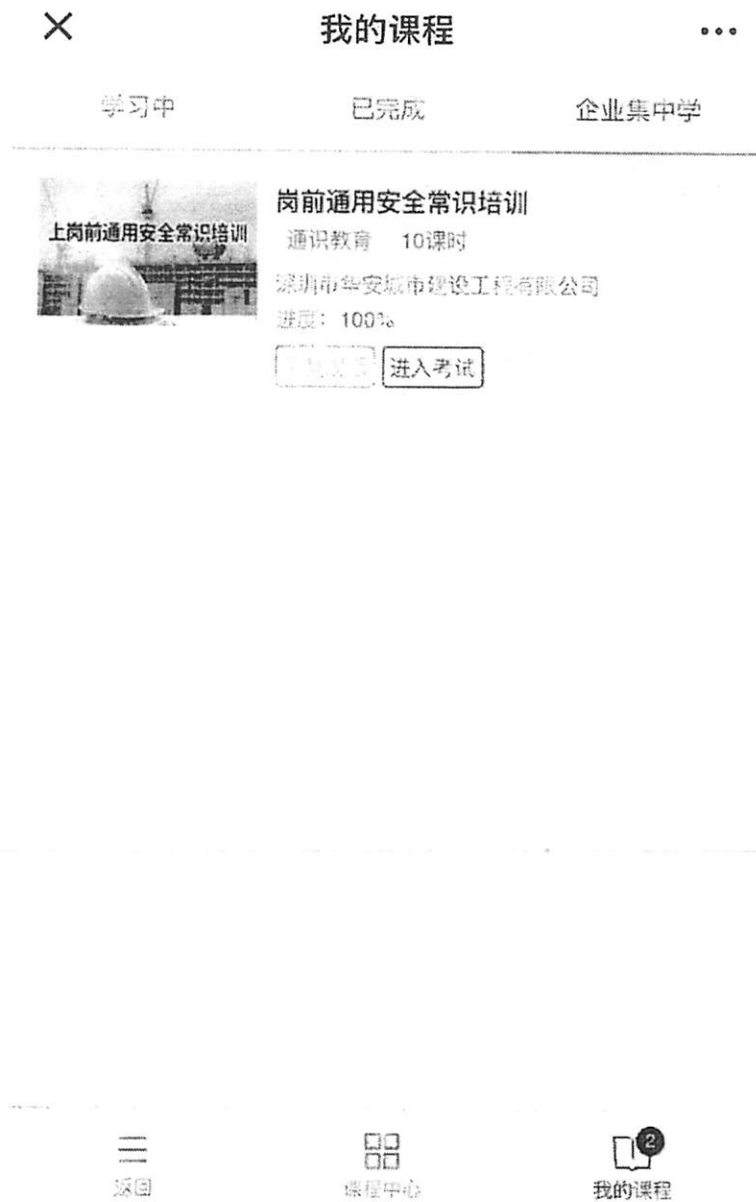 我的课程
学习中 已完成 企业集中学
上岗前通用安全常识培训
岗前通用安全常识培训
通识教育 10课时
深圳市华安城市建设工程有限公司
进度：100%
进入考试
2
返回 课程中心 我的课程